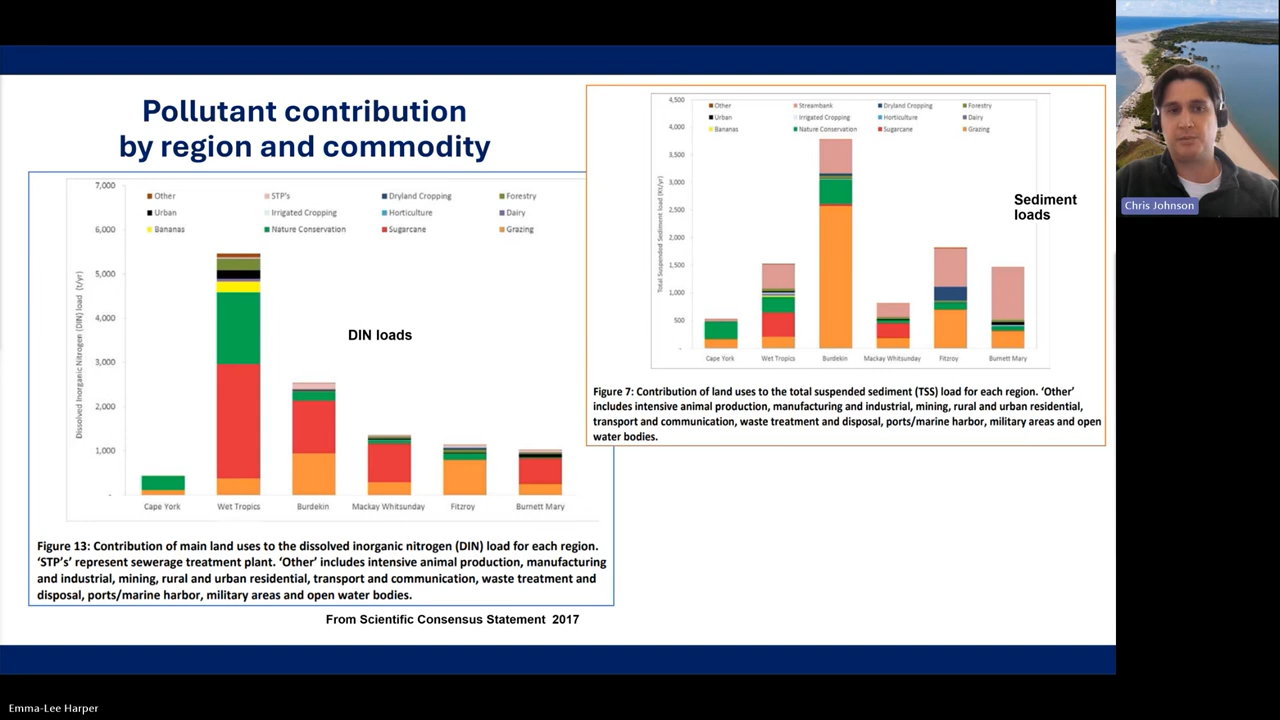 Pollutant contribution
by region and commodity
7,000
6,000
5,000
4,000
3,000
2,000
1,000
-
Dissolved Inorganic Nitrogen (DIN) load (t/yr)
Other
STP's
Dryland Cropping
Forestry
Urban
Irrigated Cropping
Horticulture
Dairy
Bananas
Nature Conservation
Sugarcane
Grazing
DIN loads
Cape York
Wet Tropics
Burdekin
Mackay Whitsunday
Fitzroy
Burnett Mary
Figure 13: Contribution of main land uses to the dissolved inorganic nitrogen (DIN) load for each region.
‘STP’s’ represent sewerage treatment plant. ‘Other’ includes intensive animal production, manufacturing
and industrial, mining, rural and urban residential, transport and communication, waste treatment and
disposal, ports/marine harbor, military areas and open water bodies.
From Scientific Consensus Statement 2017
4,500
4,000
3,500
3,000
2,500
2,000
1,500
1,000
500
-
Total Suspended Sediment load (Kt/yr)
Other
Streambank
Dryland Cropping
Forestry
Urban
Irrigated Cropping
Horticulture
Dairy
Bananas
Nature Conservation
Sugarcane
Grazing
Sediment
loads
Cape York
Wet Tropics
Burdekin
Mackay Whitsunday
Fitzroy
Burnett Mary
Figure 7: Contribution of land uses to the total suspended sediment (TSS) load for each region. ‘Other’
includes intensive animal production, manufacturing and industrial, mining, rural and urban residential,
transport and communication, waste treatment and disposal, ports/marine harbor, military areas and open
water bodies.
Chris Johnson
Emma-Lee Harper